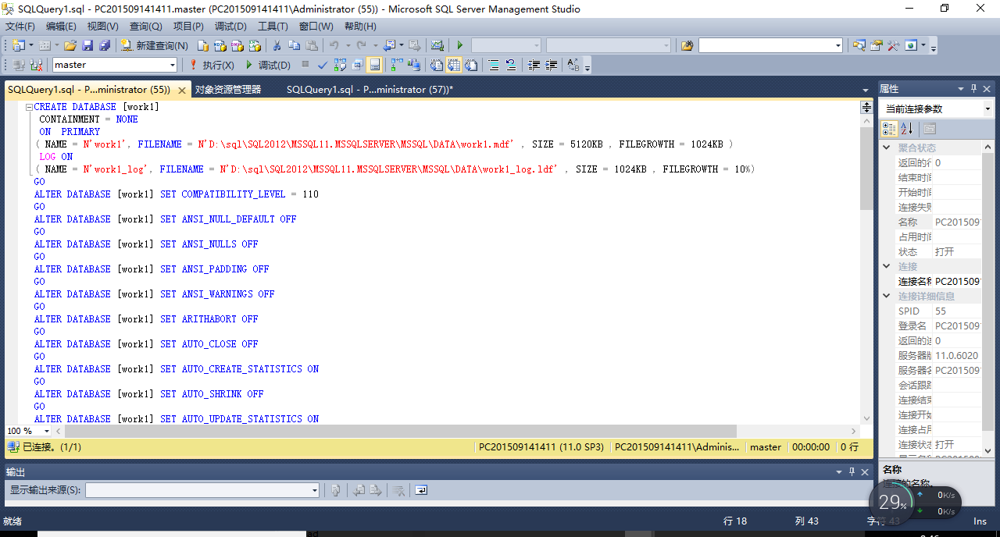 SQLQuery1.sql - PC201509141411.master (PC201509141411\Administrator (55)) - Microsoft SQL Server Management Studio
文件(F) 编辑(E) 视图(V) 查询(Q) 项目(P) 调试(D) 工具(T) 窗口(W) 帮助(H)
新建查询(N)
master 执行(X) 调试(D)
SQLQuery1.sql - P...ministrator (55)) 对象资源管理器 SQLQuery1.sql - P...ministrator (57))*
CREATE DATABASE [work1]
CONTAINMENT = NONE
ON PRIMARY
( NAME = N'work1', FILENAME = N'D:\sql\SQL2012\MSSQL11.MSSQLSERVER\MSSQL\DATA\work1.mdf' , SIZE = 5120KB , FILEGROWTH = 1024KB )
LOG ON
( NAME = N'work1_log', FILENAME = N'D:\sql\SQL2012\MSSQL11.MSSQLSERVER\MSSQL\DATA\work1_log.ldf' , SIZE = 1024KB , FILEGROWTH = 10%)
GO
ALTER DATABASE [work1] SET COMPATIBILITY_LEVEL = 110
GO
ALTER DATABASE [work1] SET ANSI_NULL_DEFAULT OFF
GO
ALTER DATABASE [work1] SET ANSI_NULLS OFF
GO
ALTER DATABASE [work1] SET ANSI_PADDING OFF
GO
ALTER DATABASE [work1] SET ANSI_WARNINGS OFF
GO
ALTER DATABASE [work1] SET ARITHABORT OFF
GO
ALTER DATABASE [work1] SET AUTO_CLOSE OFF
GO
ALTER DATABASE [work1] SET AUTO_CREATE_STATISTICS ON
GO
ALTER DATABASE [work1] SET AUTO_SHRINK OFF
GO
ALTER DATABASE [work1] SET AUTO_UPDATE_STATISTICS ON
100 %
已连接。(1/1) PC201509141411 (11.0 SP3) PC201509141411\Adminis... master 00:00:00 0 行
输出
显示输出来源(S):
属性
当前连接参数
聚合状态
返回的行 0
结束时间
开始时间
连接失败
名称 PC201509
占用时间
状态 打开
连接
连接名称 PC201509
连接详细信息
SPID 55
登录名 PC201509
返回的连 0
服务器版 11.0.6020
服务器名 PC201509
会话跟踪
连接结束
连接开始
连接占用
连接状态 打开
名称
连接的名称。
29% 0K/s
0K/s
就绪 行 18 列 43 字符 43 Ins